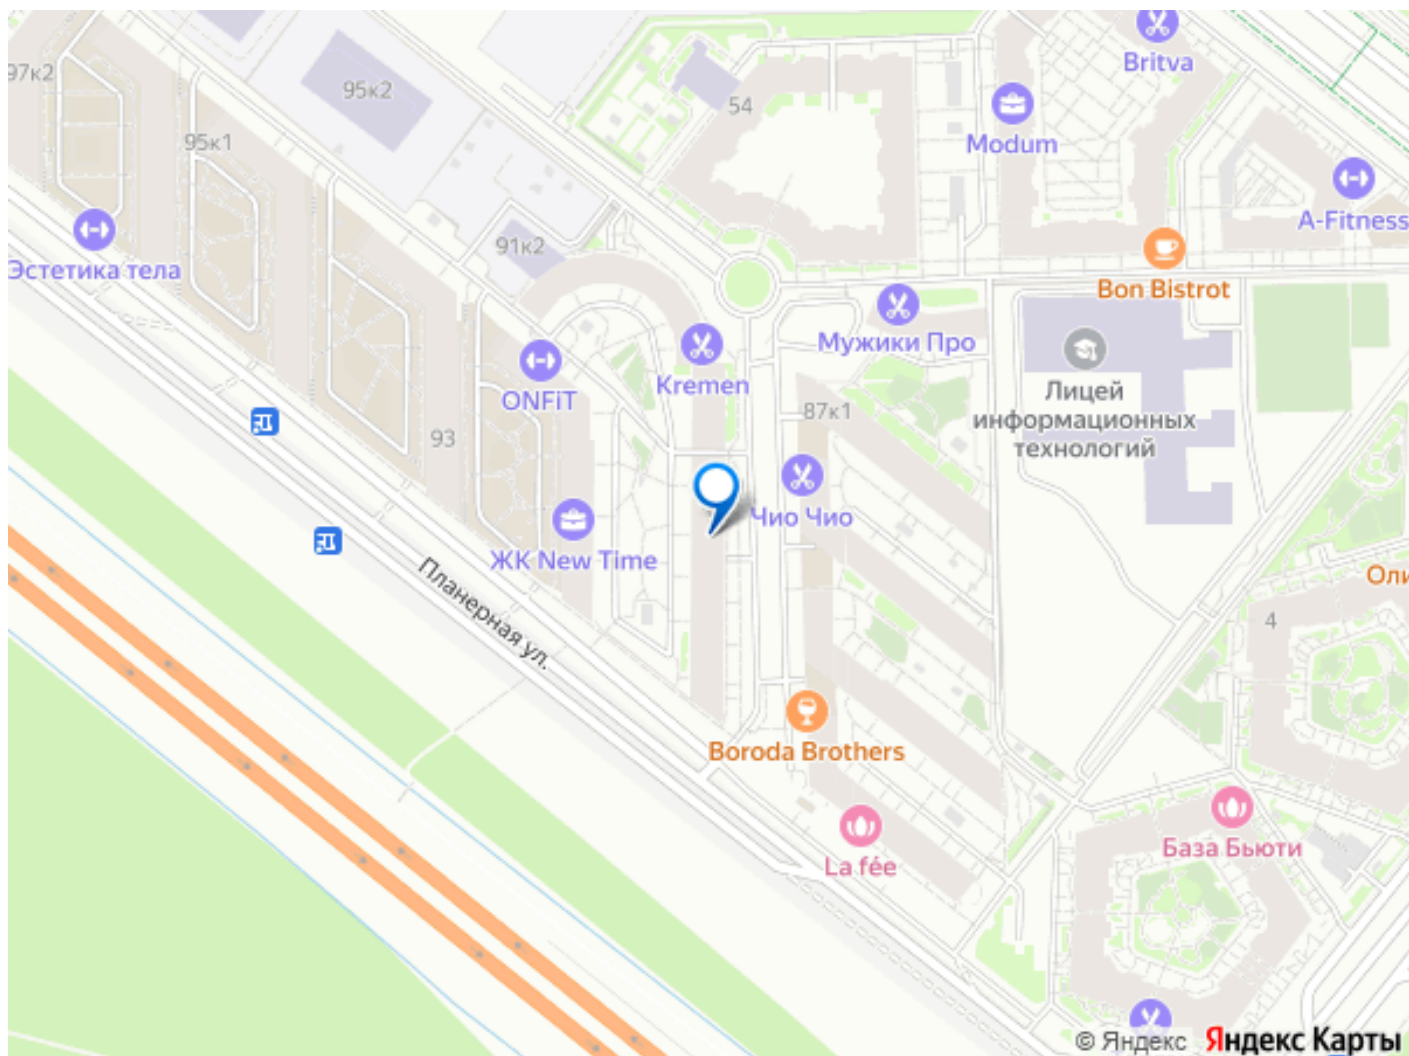 Britva
97к2
95к2
54
Modum
95к1
A-Fitness
91к2
Эстетика тела
Bon Bistrot
Мужики Про
Kremen
ONFiT
Лицей
информационных
технологий
87к1
93
Чио Чио
ЖК New Time
Планерная ул.
Оли
4
Boroda Brothers
База Бьюти
La fée
© Яндекс Яндекс Карты